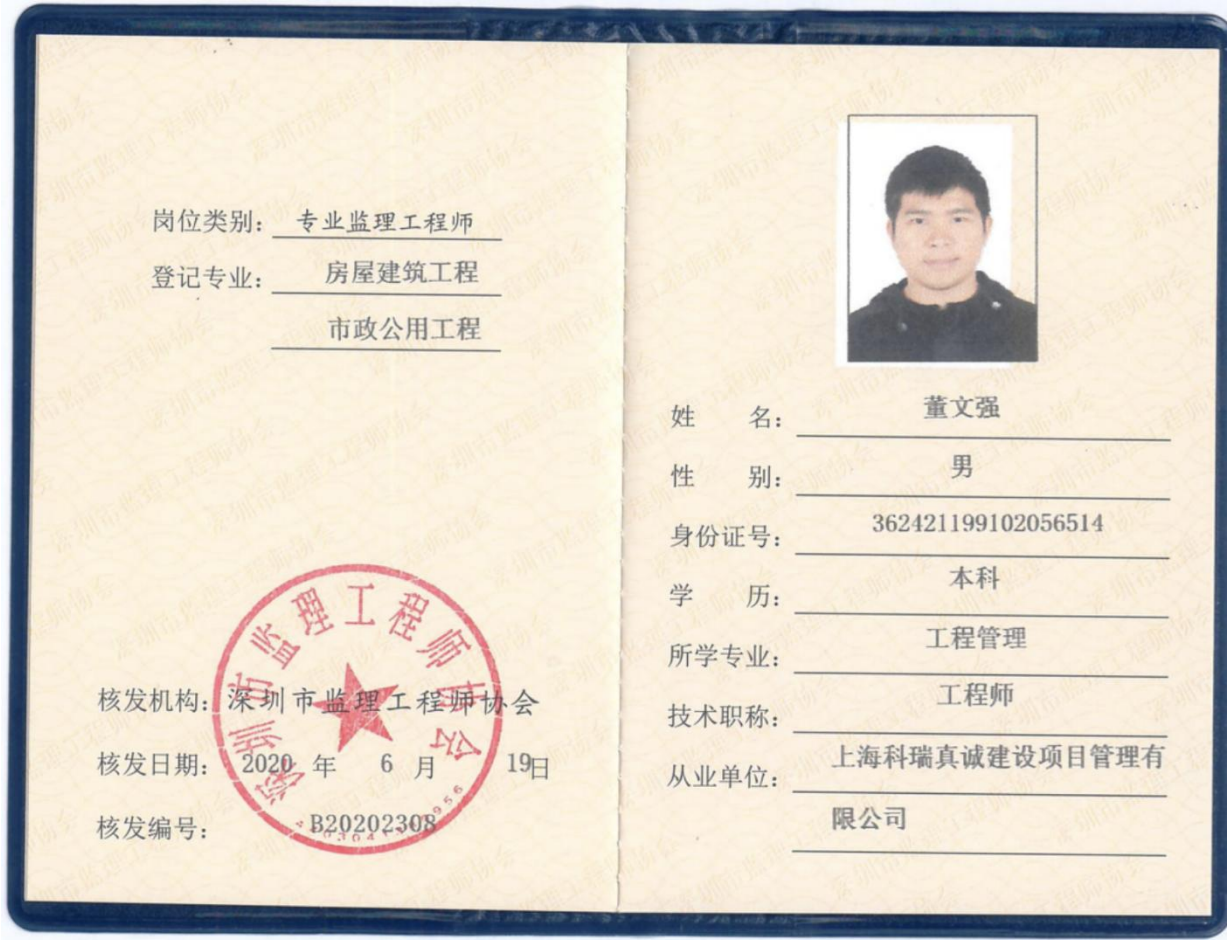 岗位类别：专业监理工程师
登记专业：房屋建筑工程
市政公用工程
深圳市监理工程师协会
核发机构：深圳市监理工程师协会
核发日期：2020 年 6 月 19日
核发编号：B20202308
姓名：董文强
性别：男
身份证号：362421199102056514
学历：本科
所学专业：工程管理
技术职称：工程师
从业单位：上海科瑞真诚建设项目管理有
限公司